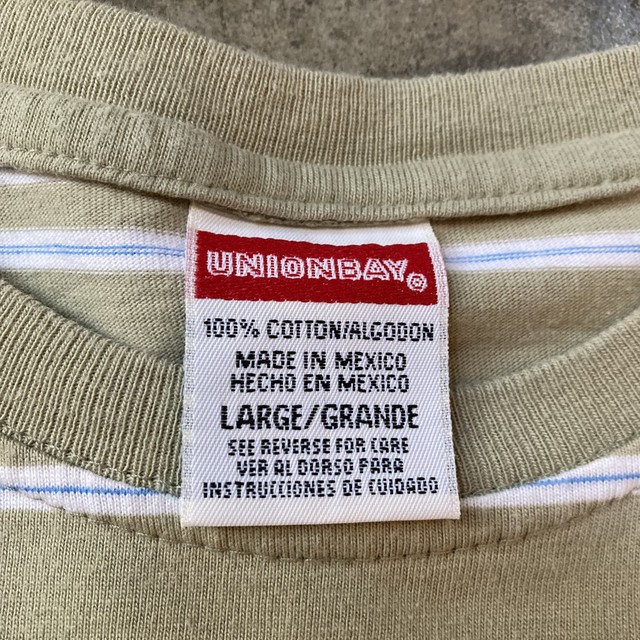 UNIONBAY®
100% COTTON/ALGODON
MADE IN MEXICO
HECHO EN MEXICO
LARGE/GRANDE
SEE REVERSE FOR CARE
VER AL DORSO PARA
INSTRUCCIONES DE CUIDADO